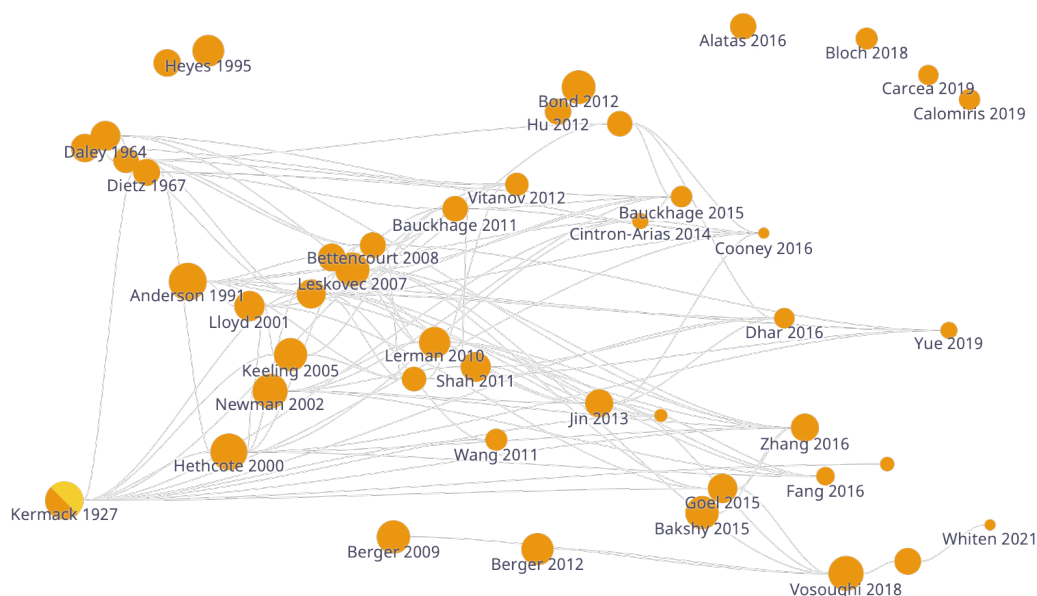 Alatas 2016
Bloch 2018
Heyes 1995
Carcea 2019
Bond 2012
Calomiris 2019
Hu 2012
Daley 1964
Dietz 1967
Vitanov 2012
Bauckhage 2015
Bauckhage 2011
Cintron-Arias 2014
Cooney 2016
Bettencourt 2008
Leskovec 2007
Anderson 1991
Lloyd 2001
Dhar 2016
Yue 2019
Lerman 2010
Keeling 2005
Shah 2011
Newman 2002
Jin 2013
Zhang 2016
Wang 2011
Hethcote 2000
Fang 2016
Goel 2015
Kermack 1927
Bakshy 2015
Whiten 2021
Berger 2009
Berger 2012
Vosoughi 2018